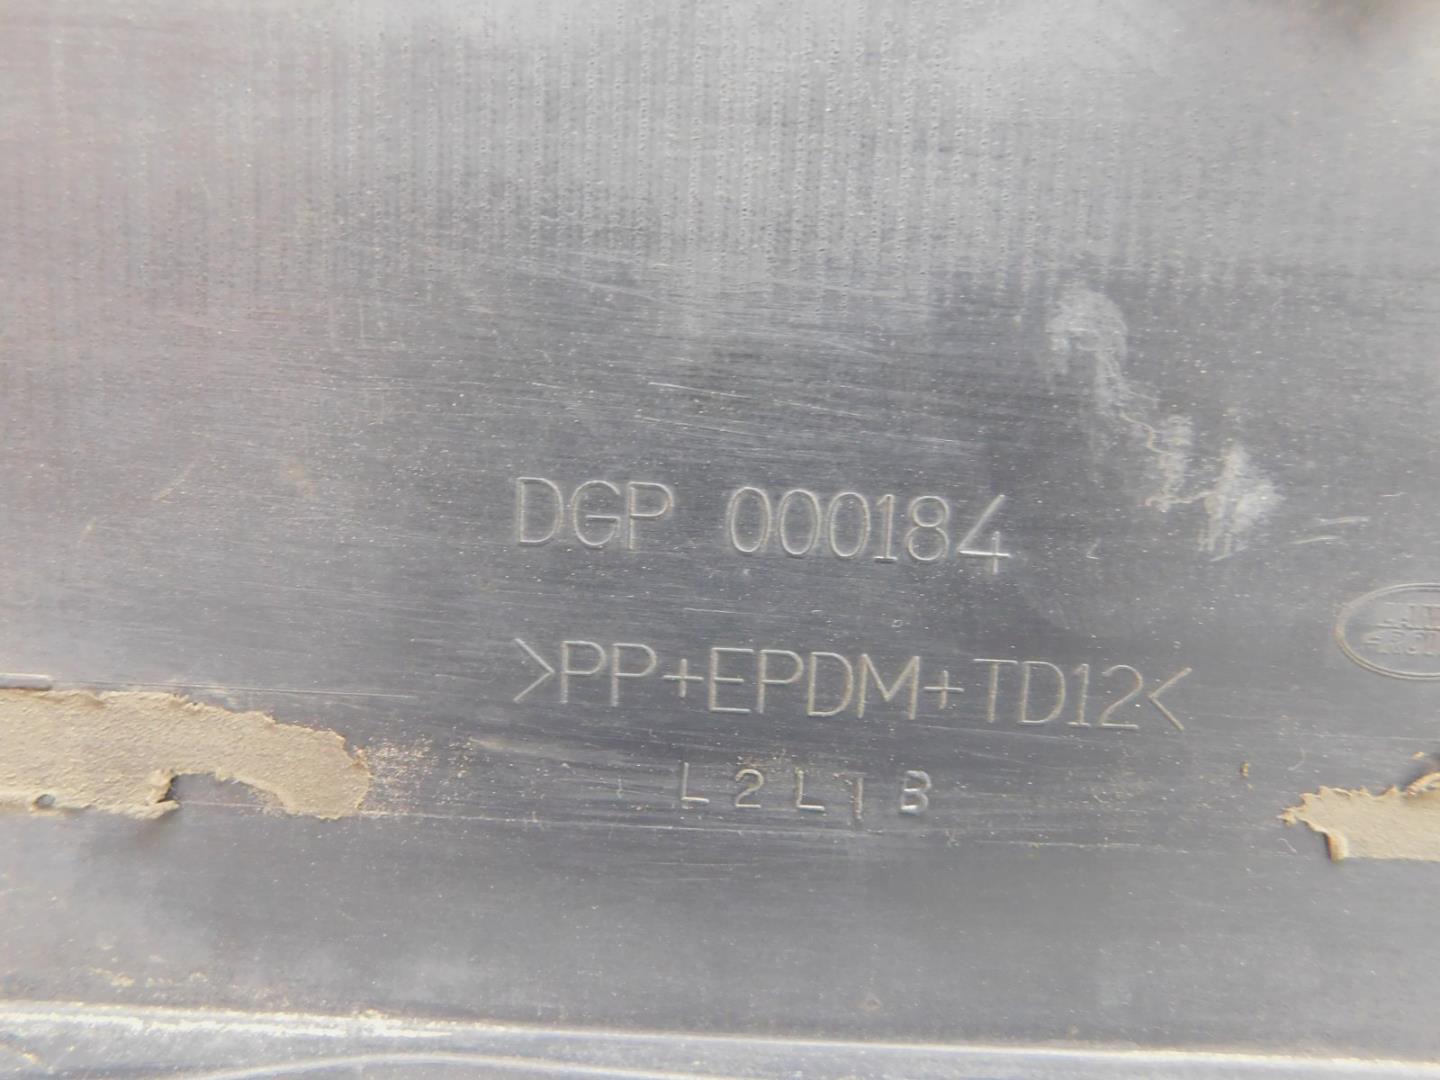 DGP 000184
>PP+EPDM+TD12<
L2L1B